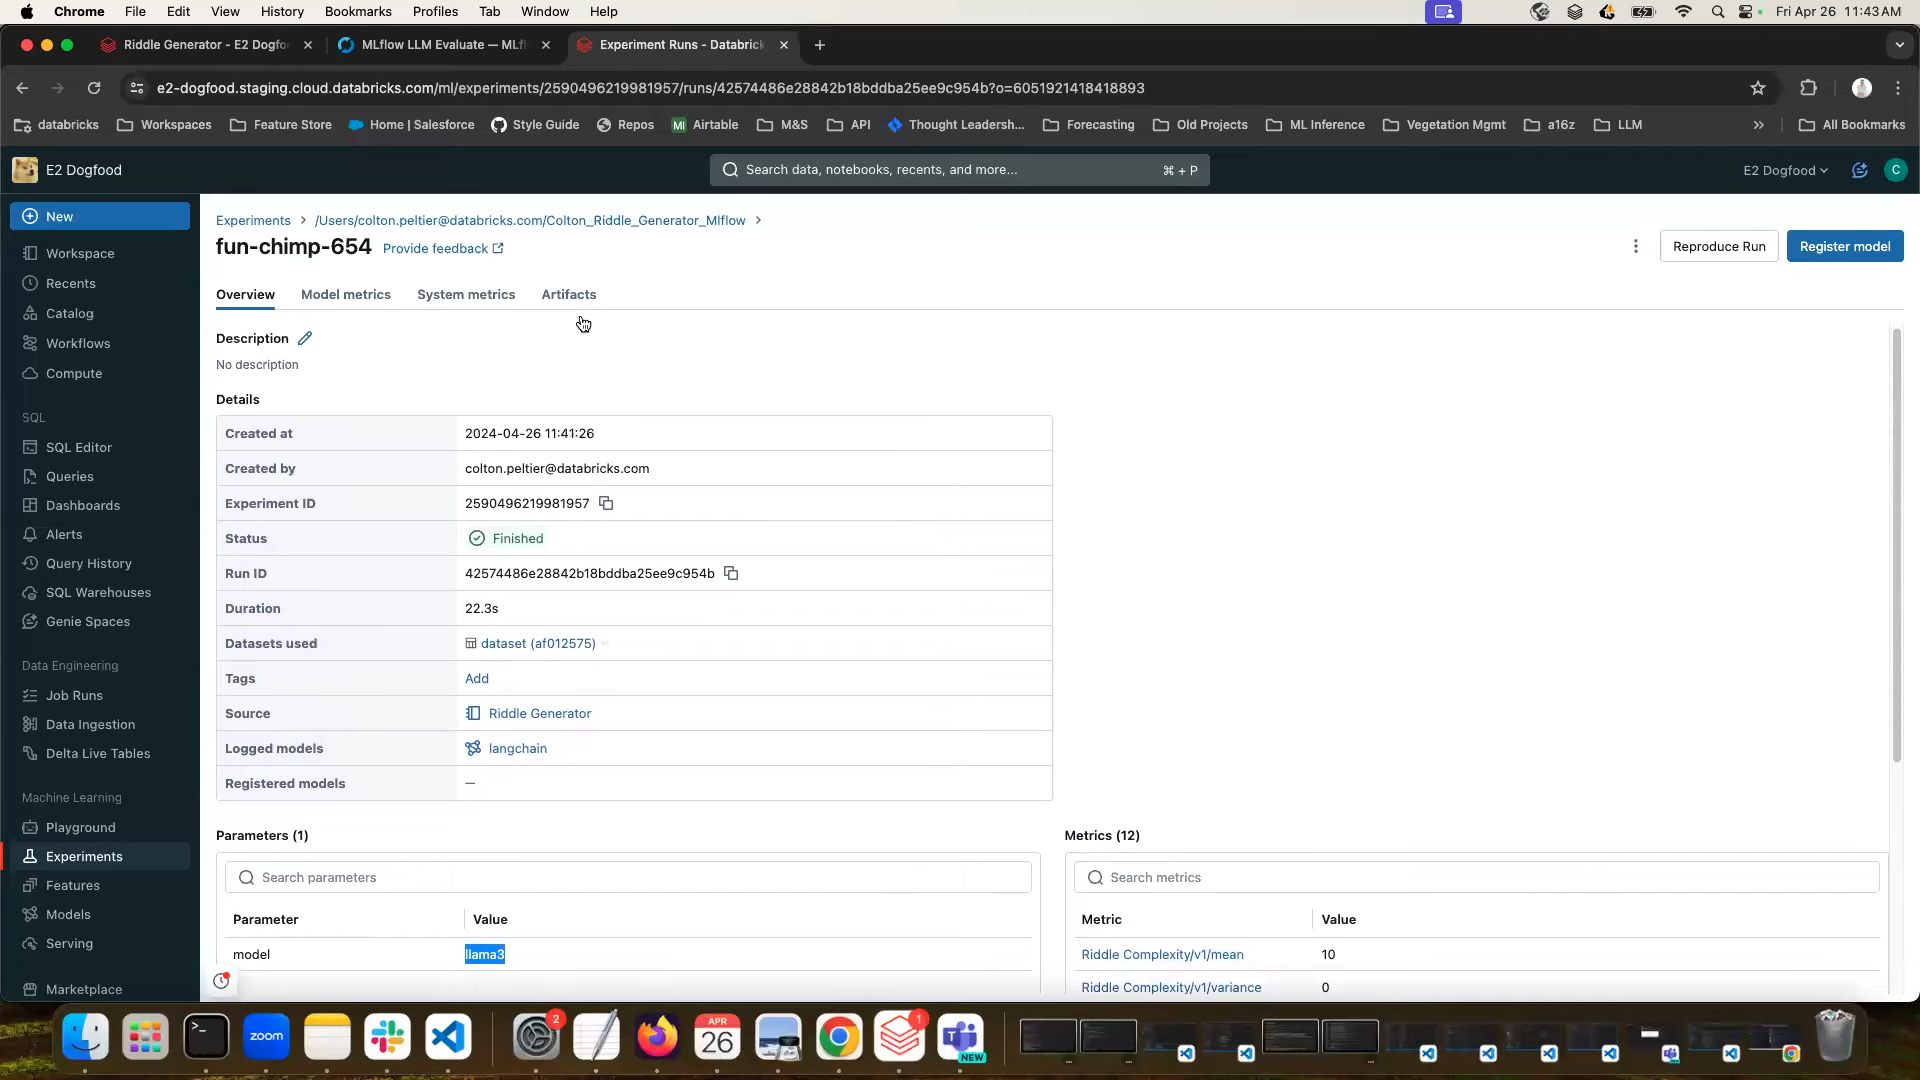 Chrome File Edit View History Bookmarks Profiles Tab Window Help Fri Apr 26 11:43 AM
Riddle Generator - E2 Dogfo MLflow LLM Evaluate — MLf Experiment Runs - Databrick
e2-dogfood.staging.cloud.databricks.com/ml/experiments/2590496219981957/runs/42574486e28842b18bddba25ee9c954b?o=6051921418418893
databricks Workspaces Feature Store Home | Salesforce Style Guide Repos MI Airtable M&S API Thought Leadersh... Forecasting Old Projects ML Inference Vegetation Mgmt a16z LLM » All Bookmarks
E2 Dogfood Search data, notebooks, recents, and more... ⌘ + P E2 Dogfood C
New
Workspace
Recents
Catalog
Workflows
Compute
SQL
SQL Editor
Queries
Dashboards
Alerts
Query History
SQL Warehouses
Genie Spaces
Data Engineering
Job Runs
Data Ingestion
Delta Live Tables
Machine Learning
Playground
Experiments
Features
Models
Serving
Marketplace
Experiments > /Users/colton.peltier@databricks.com/Colton_Riddle_Generator_Mlflow >
fun-chimp-654 Provide feedback Reproduce Run Register model
Overview Model metrics System metrics Artifacts
Description
No description
Details
Created at 2024-04-26 11:41:26
Created by colton.peltier@databricks.com
Experiment ID 2590496219981957
Status Finished
Run ID 42574486e28842b18bddba25ee9c954b
Duration 22.3s
Datasets used dataset (af012575)
Tags Add
Source Riddle Generator
Logged models langchain
Registered models —
Parameters (1) Metrics (12)
Search parameters Search metrics
Parameter Value Metric Value
model llama3 Riddle Complexity/v1/mean 10
Riddle Complexity/v1/variance 0
zoom 2 APR 26 1 NEW